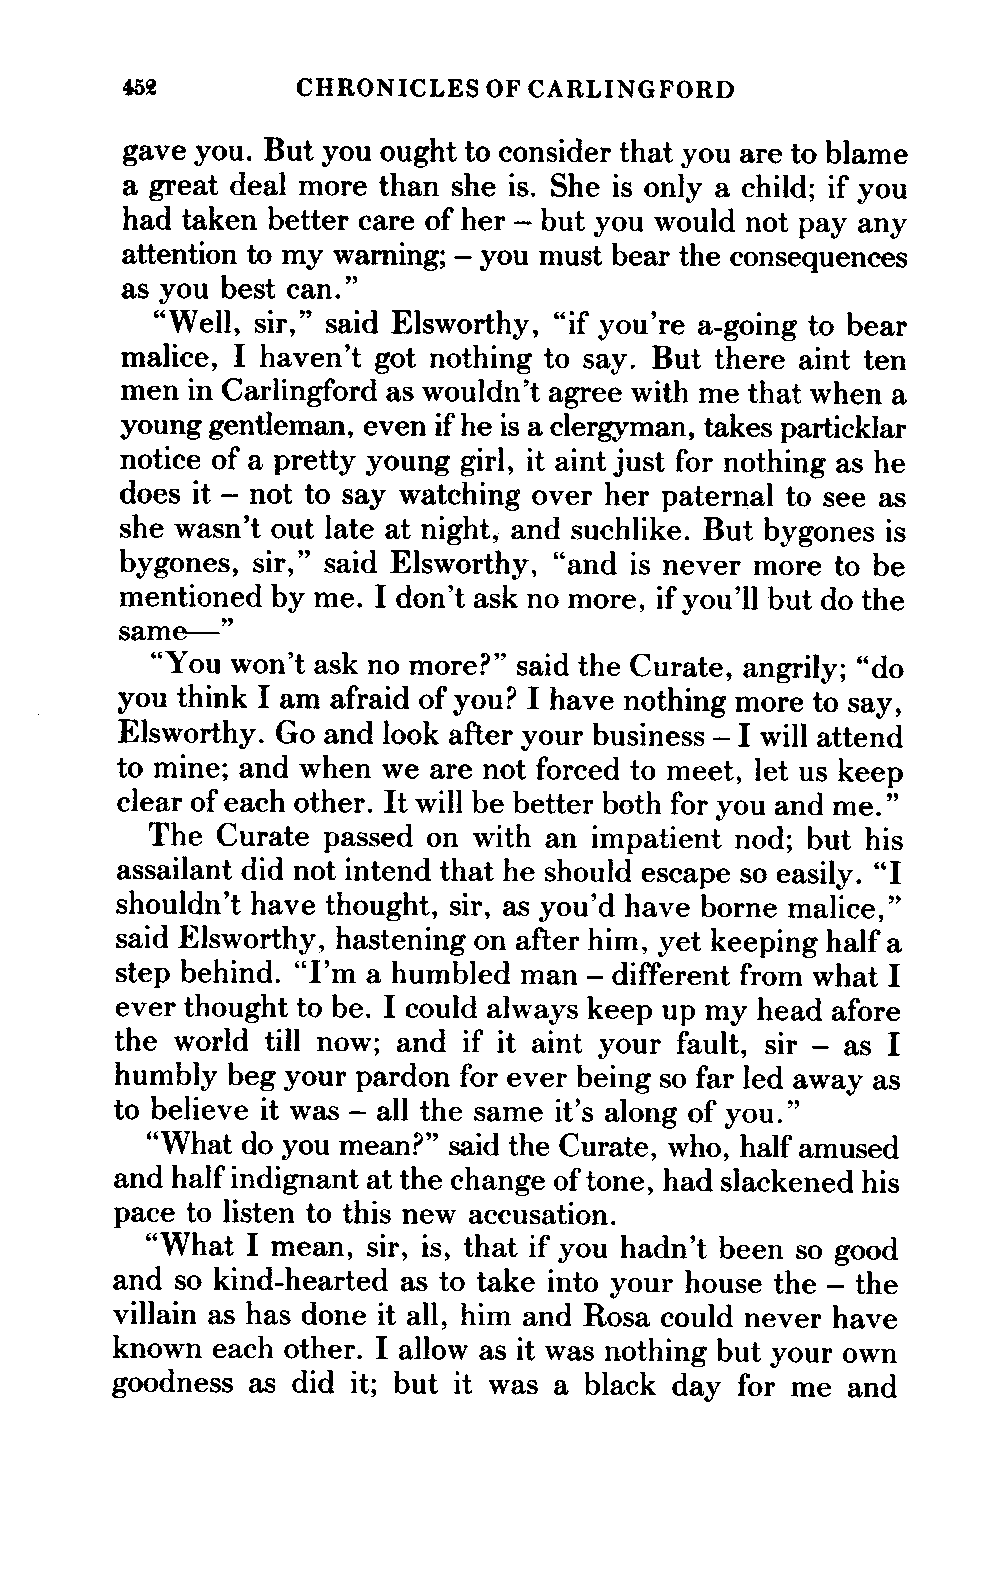 452 CHRONICLES OF CARLINGFORD
gave you. But you ought to consider that you are to blame
a great deal more than she is. She is only a child; if you
had taken better care of her – but you would not pay any
attention to my warning; – you must bear the consequences
as you best can.”
“Well, sir,” said Elsworthy, “if you’re a-going to bear
malice, I haven’t got nothing to say. But there aint ten
men in Carlingford as wouldn’t agree with me that when a
young gentleman, even if he is a clergyman, takes particklar
notice of a pretty young girl, it aint just for nothing as he
does it – not to say watching over her paternal to see as
she wasn’t out late at night, and suchlike. But bygones is
bygones, sir,” said Elsworthy, “and is never more to be
mentioned by me. I don’t ask no more, if you’ll but do the
same—”
“You won’t ask no more?” said the Curate, angrily; “do
you think I am afraid of you? I have nothing more to say,
Elsworthy. Go and look after your business – I will attend
to mine; and when we are not forced to meet, let us keep
clear of each other. It will be better both for you and me.”
The Curate passed on with an impatient nod; but his
assailant did not intend that he should escape so easily. “I
shouldn’t have thought, sir, as you’d have borne malice,”
said Elsworthy, hastening on after him, yet keeping half a
step behind. “I’m a humbled man – different from what I
ever thought to be. I could always keep up my head afore
the world till now; and if it aint your fault, sir – as I
humbly beg your pardon for ever being so far led away as
to believe it was – all the same it’s along of you.”
“What do you mean?” said the Curate, who, half amused
and half indignant at the change of tone, had slackened his
pace to listen to this new accusation.
“What I mean, sir, is, that if you hadn’t been so good
and so kind-hearted as to take into your house the – the
villain as has done it all, him and Rosa could never have
known each other. I allow as it was nothing but your own
goodness as did it; but it was a black day for me and